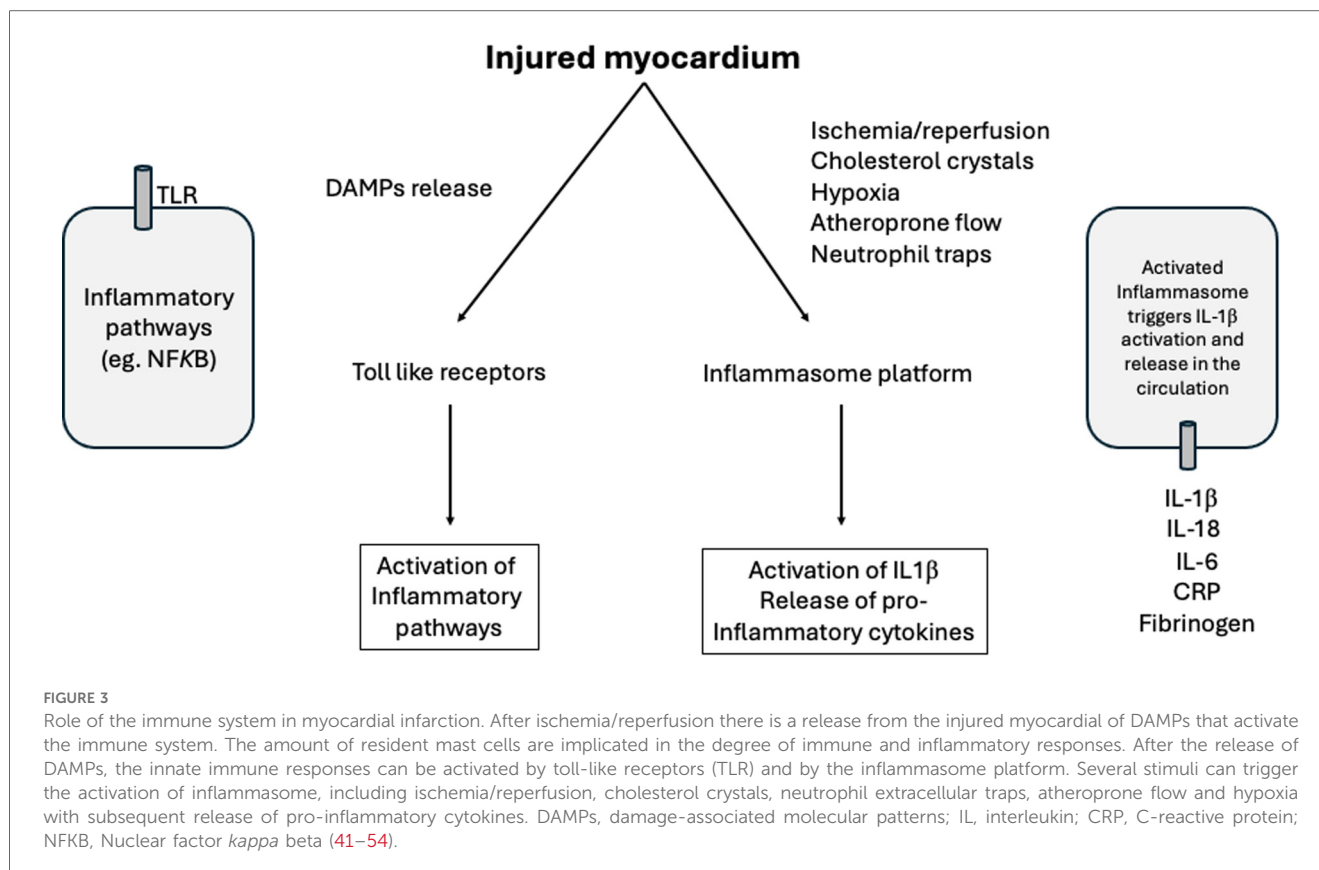 Injured myocardium
Ischemia/reperfusion
Cholesterol crystals
Hypoxia
Atheroprone flow
Neutrophil traps
DAMPs release
TLR
Inflammatory
pathways
(eg. NFKB)
Toll like receptors
Inflammasome platform
Activated
Inflammasome
triggers IL-1β
activation and
release in the
circulation
Activation of
Inflammatory
pathways
Activation of IL1β
Release of pro-
Inflammatory cytokines
IL-1β
IL-18
IL-6
CRP
Fibrinogen
FIGURE 3
Role of the immune system in myocardial infarction. After ischemia/reperfusion there is a release from the injured myocardial of DAMPs that activate
the immune system. The amount of resident mast cells are implicated in the degree of immune and inflammatory responses. After the release of
DAMPs, the innate immune responses can be activated by toll-like receptors (TLR) and by the inflammasome platform. Several stimuli can trigger
the activation of inflammasome, including ischemia/reperfusion, cholesterol crystals, neutrophil extracellular traps, atheroprone flow and hypoxia
with subsequent release of pro-inflammatory cytokines. DAMPs, damage-associated molecular patterns; IL, interleukin; CRP, C-reactive protein;
NFKB, Nuclear factor kappa beta (41–54).